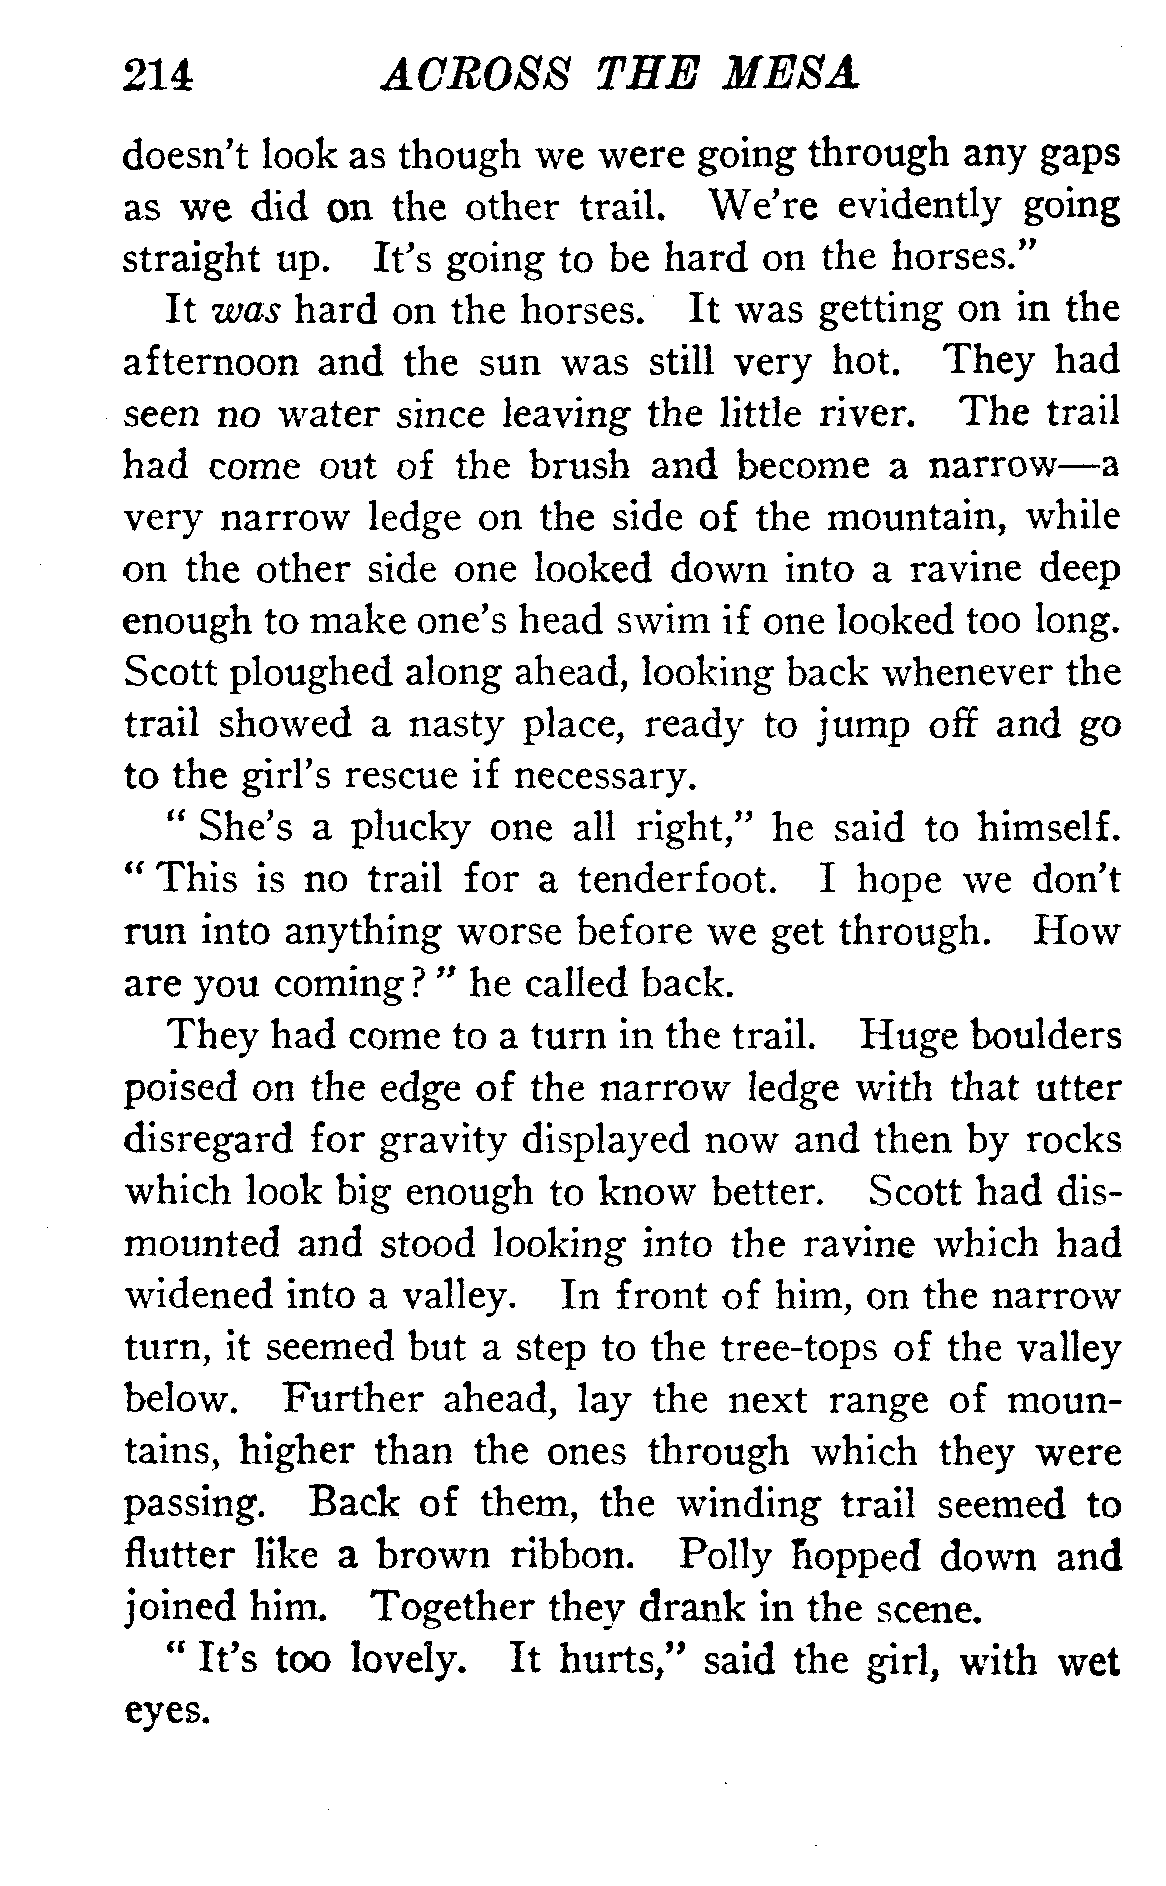 214 ACROSS THE MESA
doesn't look as though we were going through any gaps
as we did on the other trail. We're evidently going
straight up. It's going to be hard on the horses."
It was hard on the horses. It was getting on in the
afternoon and the sun was still very hot. They had
seen no water since leaving the little river. The trail
had come out of the brush and become a narrow—a
very narrow ledge on the side of the mountain, while
on the other side one looked down into a ravine deep
enough to make one's head swim if one looked too long.
Scott ploughed along ahead, looking back whenever the
trail showed a nasty place, ready to jump off and go
to the girl's rescue if necessary.
" She's a plucky one all right," he said to himself.
" This is no trail for a tenderfoot. I hope we don't
run into anything worse before we get through. How
are you coming? " he called back.
They had come to a turn in the trail. Huge boulders
poised on the edge of the narrow ledge with that utter
disregard for gravity displayed now and then by rocks
which look big enough to know better. Scott had dis-
mounted and stood looking into the ravine which had
widened into a valley. In front of him, on the narrow
turn, it seemed but a step to the tree-tops of the valley
below. Further ahead, lay the next range of moun-
tains, higher than the ones through which they were
passing. Back of them, the winding trail seemed to
flutter like a brown ribbon. Polly hopped down and
joined him. Together they drank in the scene.
" It's too lovely. It hurts," said the girl, with wet
eyes.